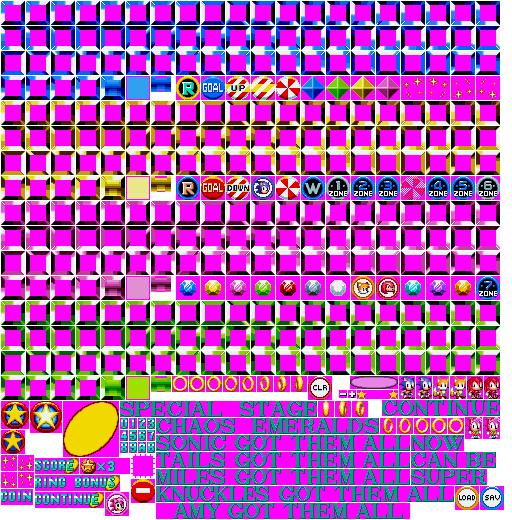 R GOAL UP
R GOAL DOWN W 1 ZONE 2 ZONE 3 ZONE 4 ZONE 5 ZONE 6 ZONE
7 ZONE
CLR
SPECIAL STAGE CONTINUE
CHAOS EMERALDS
SONIC GOT THEM ALL NOW
TAILS GOT THEM ALL CAN BE
SCORE ×3
MILES GOT THEM ALL SUPER
RING BONUS
KNUCKLES GOT THEM ALL LOAD SAV
COIN CONTINUE
AMY GOT THEM ALL